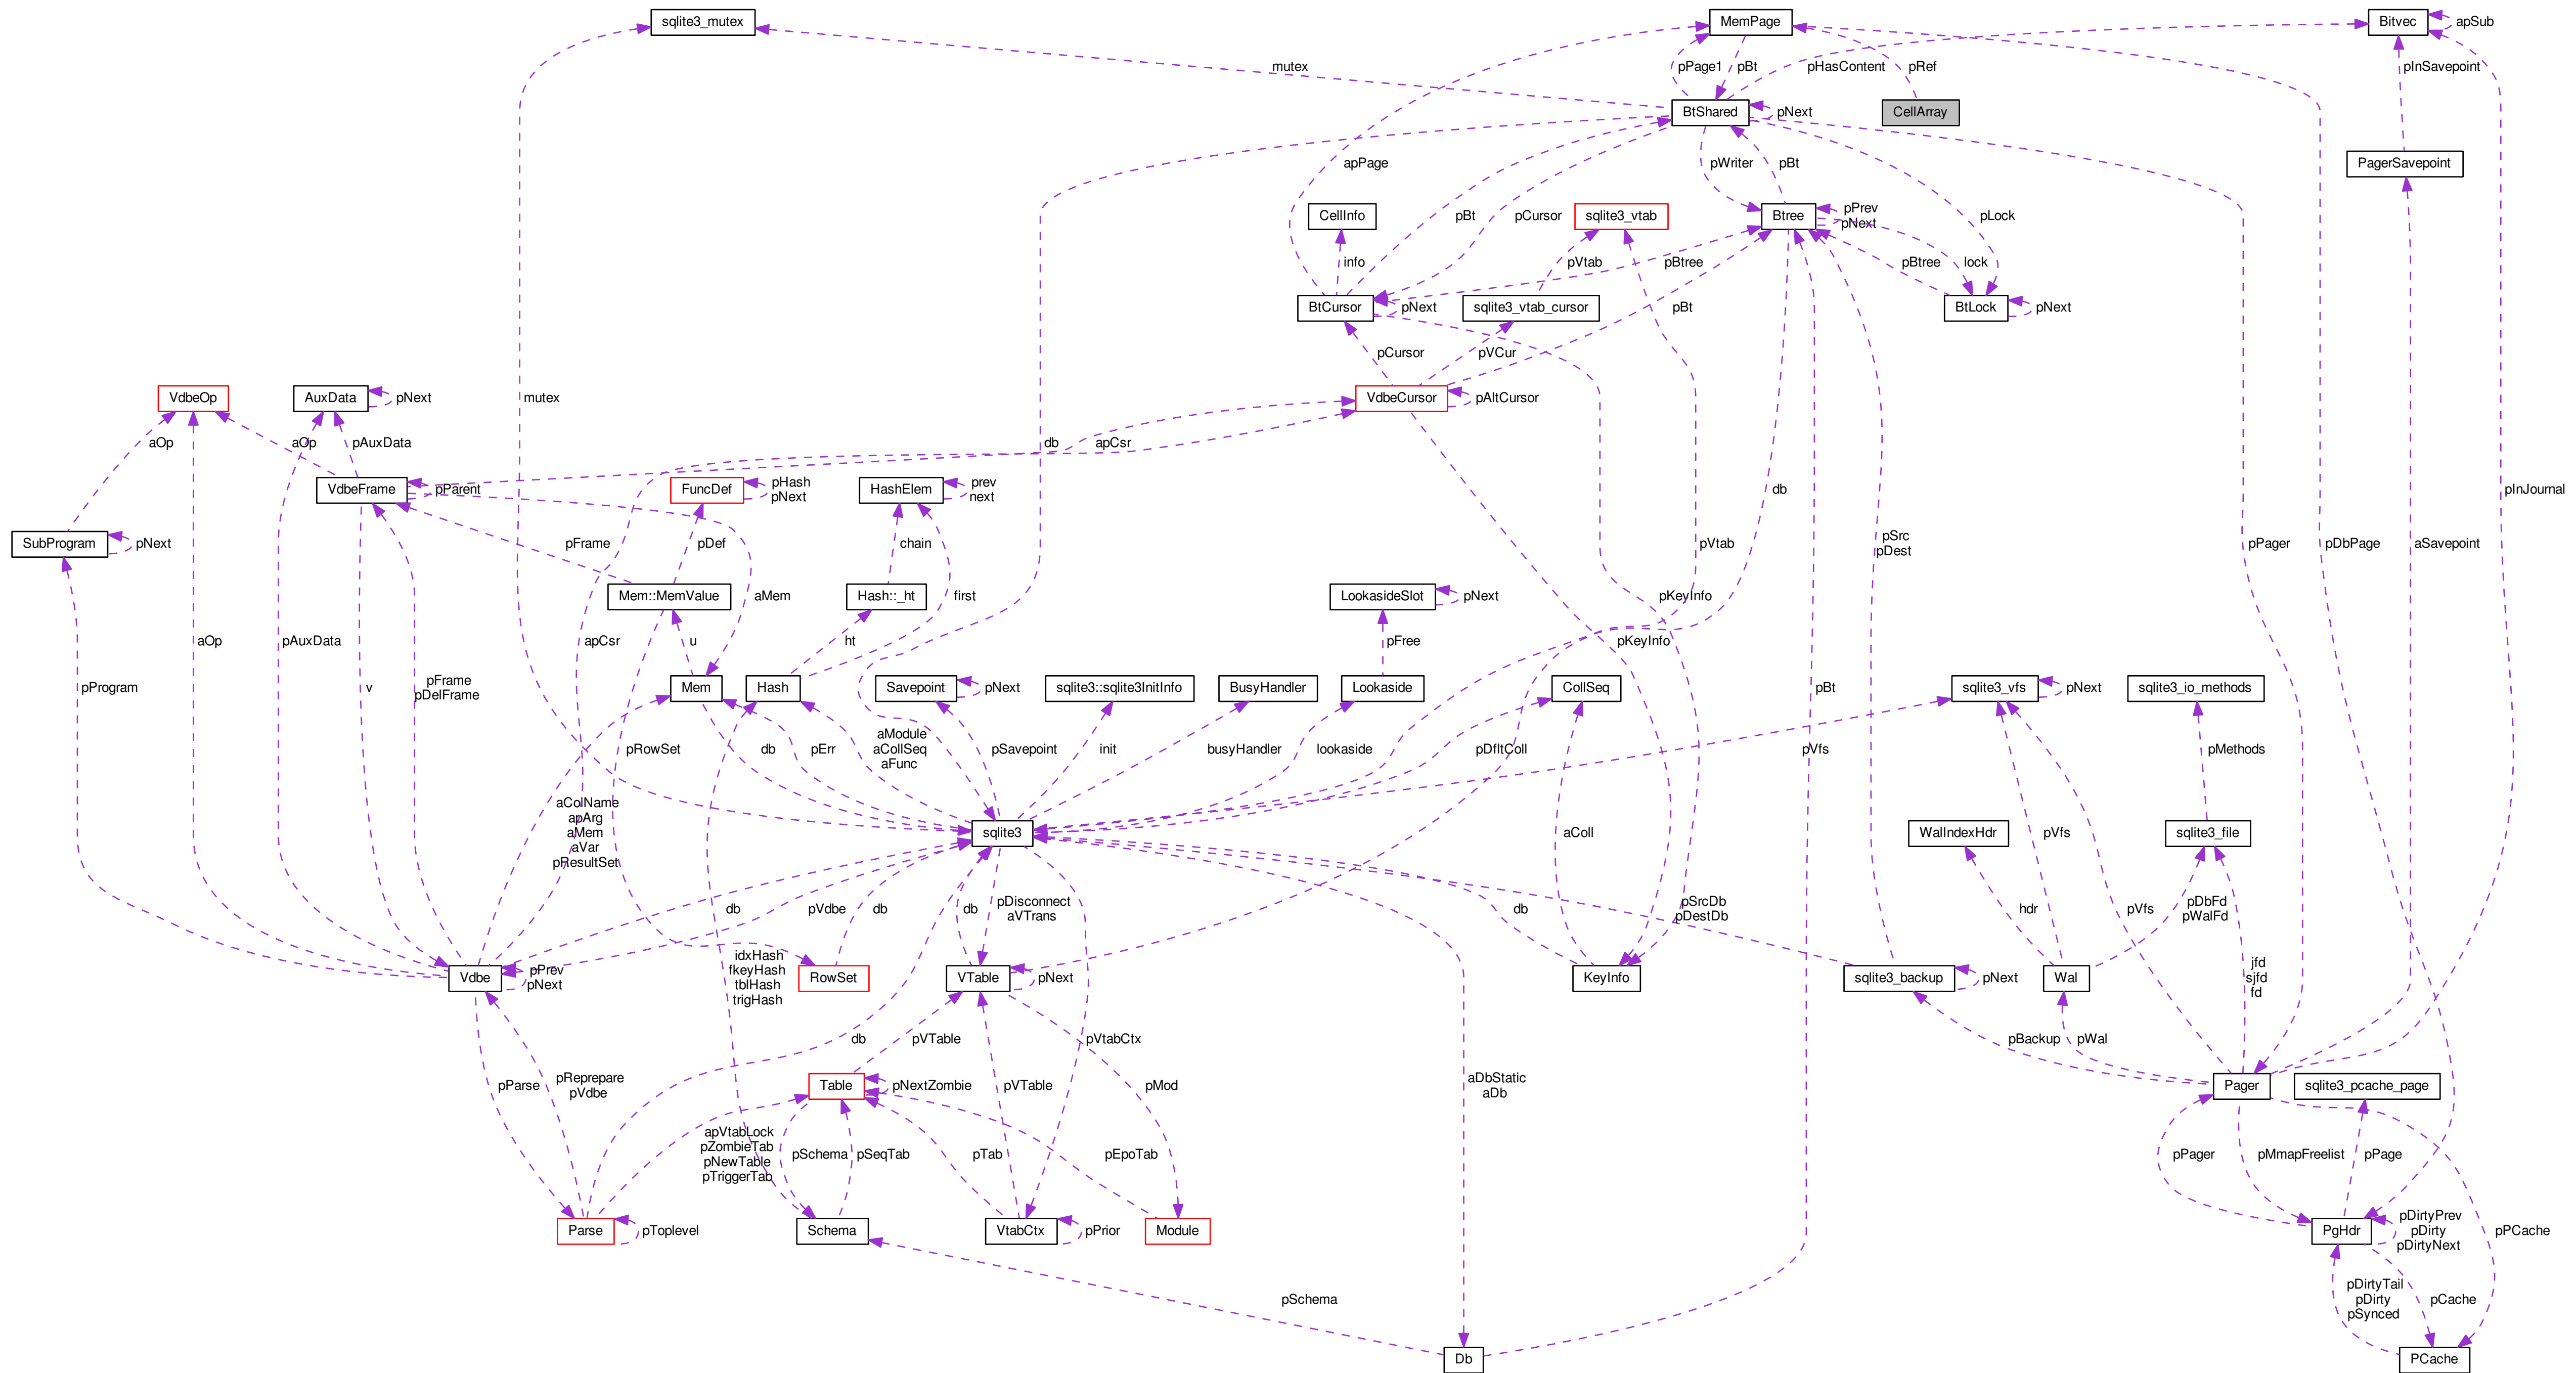 sqlite3_mutex
MemPage
Bitvec
apSub
mutex
pPage1
pBt
pHasContent
pRef
pInSavepoint
BtShared
pNext
CellArray
apPage
pWriter
pBt
PagerSavepoint
CellInfo
pBt
pCursor
sqlite3_vtab
Btree
pPrev
pNext
pLock
info
pVtab
pBtree
pBtree
lock
BtCursor
pNext
sqlite3_vtab_cursor
pBt
BtLock
pNext
pCursor
pVCur
VdbeOp
AuxData
pNext
mutex
VdbeCursor
pAltCursor
aOp
aOp
pAuxData
db
apCsr
VdbeFrame
pParent
FuncDef
pHash
pNext
HashElem
prev
next
db
pInJournal
SubProgram
pNext
pFrame
pDef
chain
pVtab
pSrc
pDest
pPager
pDbPage
aSavepoint
Mem::MemValue
aMem
Hash::_ht
first
LookasideSlot
pNext
pKeyInfo
aOp
pAuxData
apCsr
u
ht
pFree
pKeyInfo
pProgram
v
pFrame
pDelFrame
Mem
Hash
Savepoint
pNext
sqlite3::sqlite3InitInfo
BusyHandler
Lookaside
CollSeq
pBt
sqlite3_vfs
pNext
sqlite3_io_methods
pRowSet
db
pErr
aModule
aCollSeq
aFunc
pSavepoint
init
busyHandler
lookaside
pDfltColl
pVfs
pMethods
aColName
apArg
aMem
aVar
pResultSet
sqlite3
aColl
WalIndexHdr
pVfs
sqlite3_file
db
pVdbe
db
db
pDisconnect
aVTrans
db
pSrcDb
pDestDb
hdr
pVfs
pDbFd
pWalFd
Vdbe
pPrev
pNext
idxHash
fkeyHash
tblHash
trigHash
RowSet
VTable
pNext
KeyInfo
sqlite3_backup
pNext
Wal
jfd
sjfd
fd
db
pVTable
pVtabCtx
pBackup
pWal
pParse
pReprepare
pVdbe
Table
pNextZombie
pVTable
pMod
aDbStatic
aDb
Pager
sqlite3_pcache_page
apVtabLock
pZombieTab
pNewTable
pTriggerTab
pSchema
pSeqTab
pTab
pEpoTab
pPager
pMmapFreelist
pPage
Parse
pToplevel
Schema
VtabCtx
pPrior
Module
PgHdr
pDirtyPrev
pDirty
pDirtyNext
pPCache
pSchema
pDirtyTail
pDirty
pSynced
pCache
Db
PCache